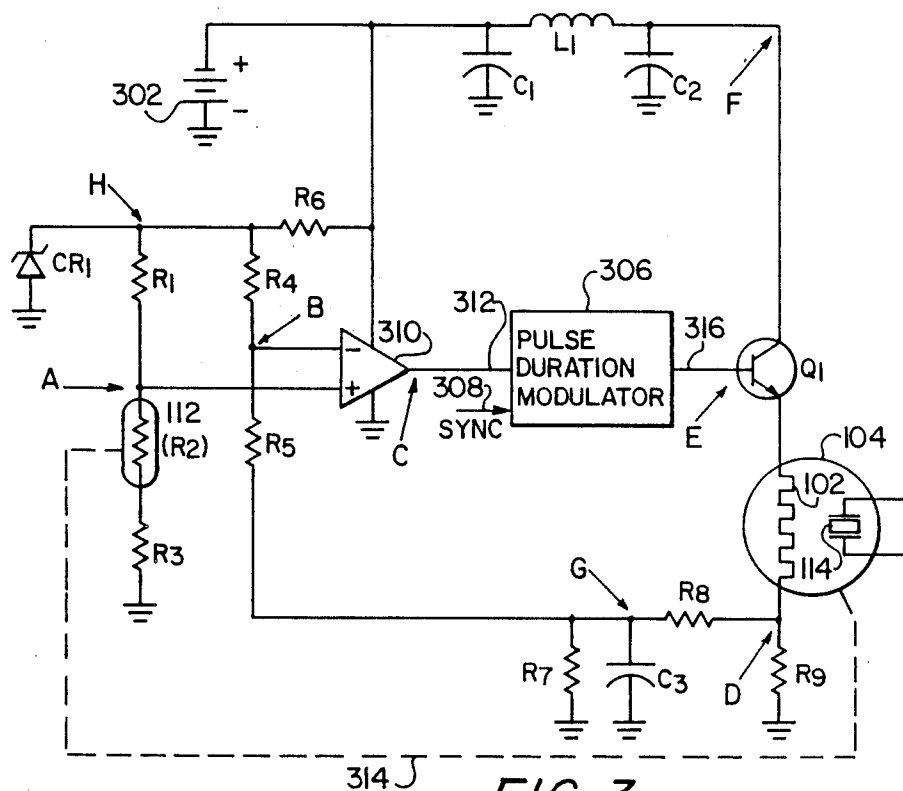 L1
+
302
−
C1
C2
F
H
R6
CR1
R1
R4
306
B
312
310
PULSE
DURATION
MODULATOR
316
−
+
Q1
A
112
(R2)
308
SYNC
C
E
R5
104
102
R3
114
G
R8
R7
C3
D
R9
314
FIG. 3